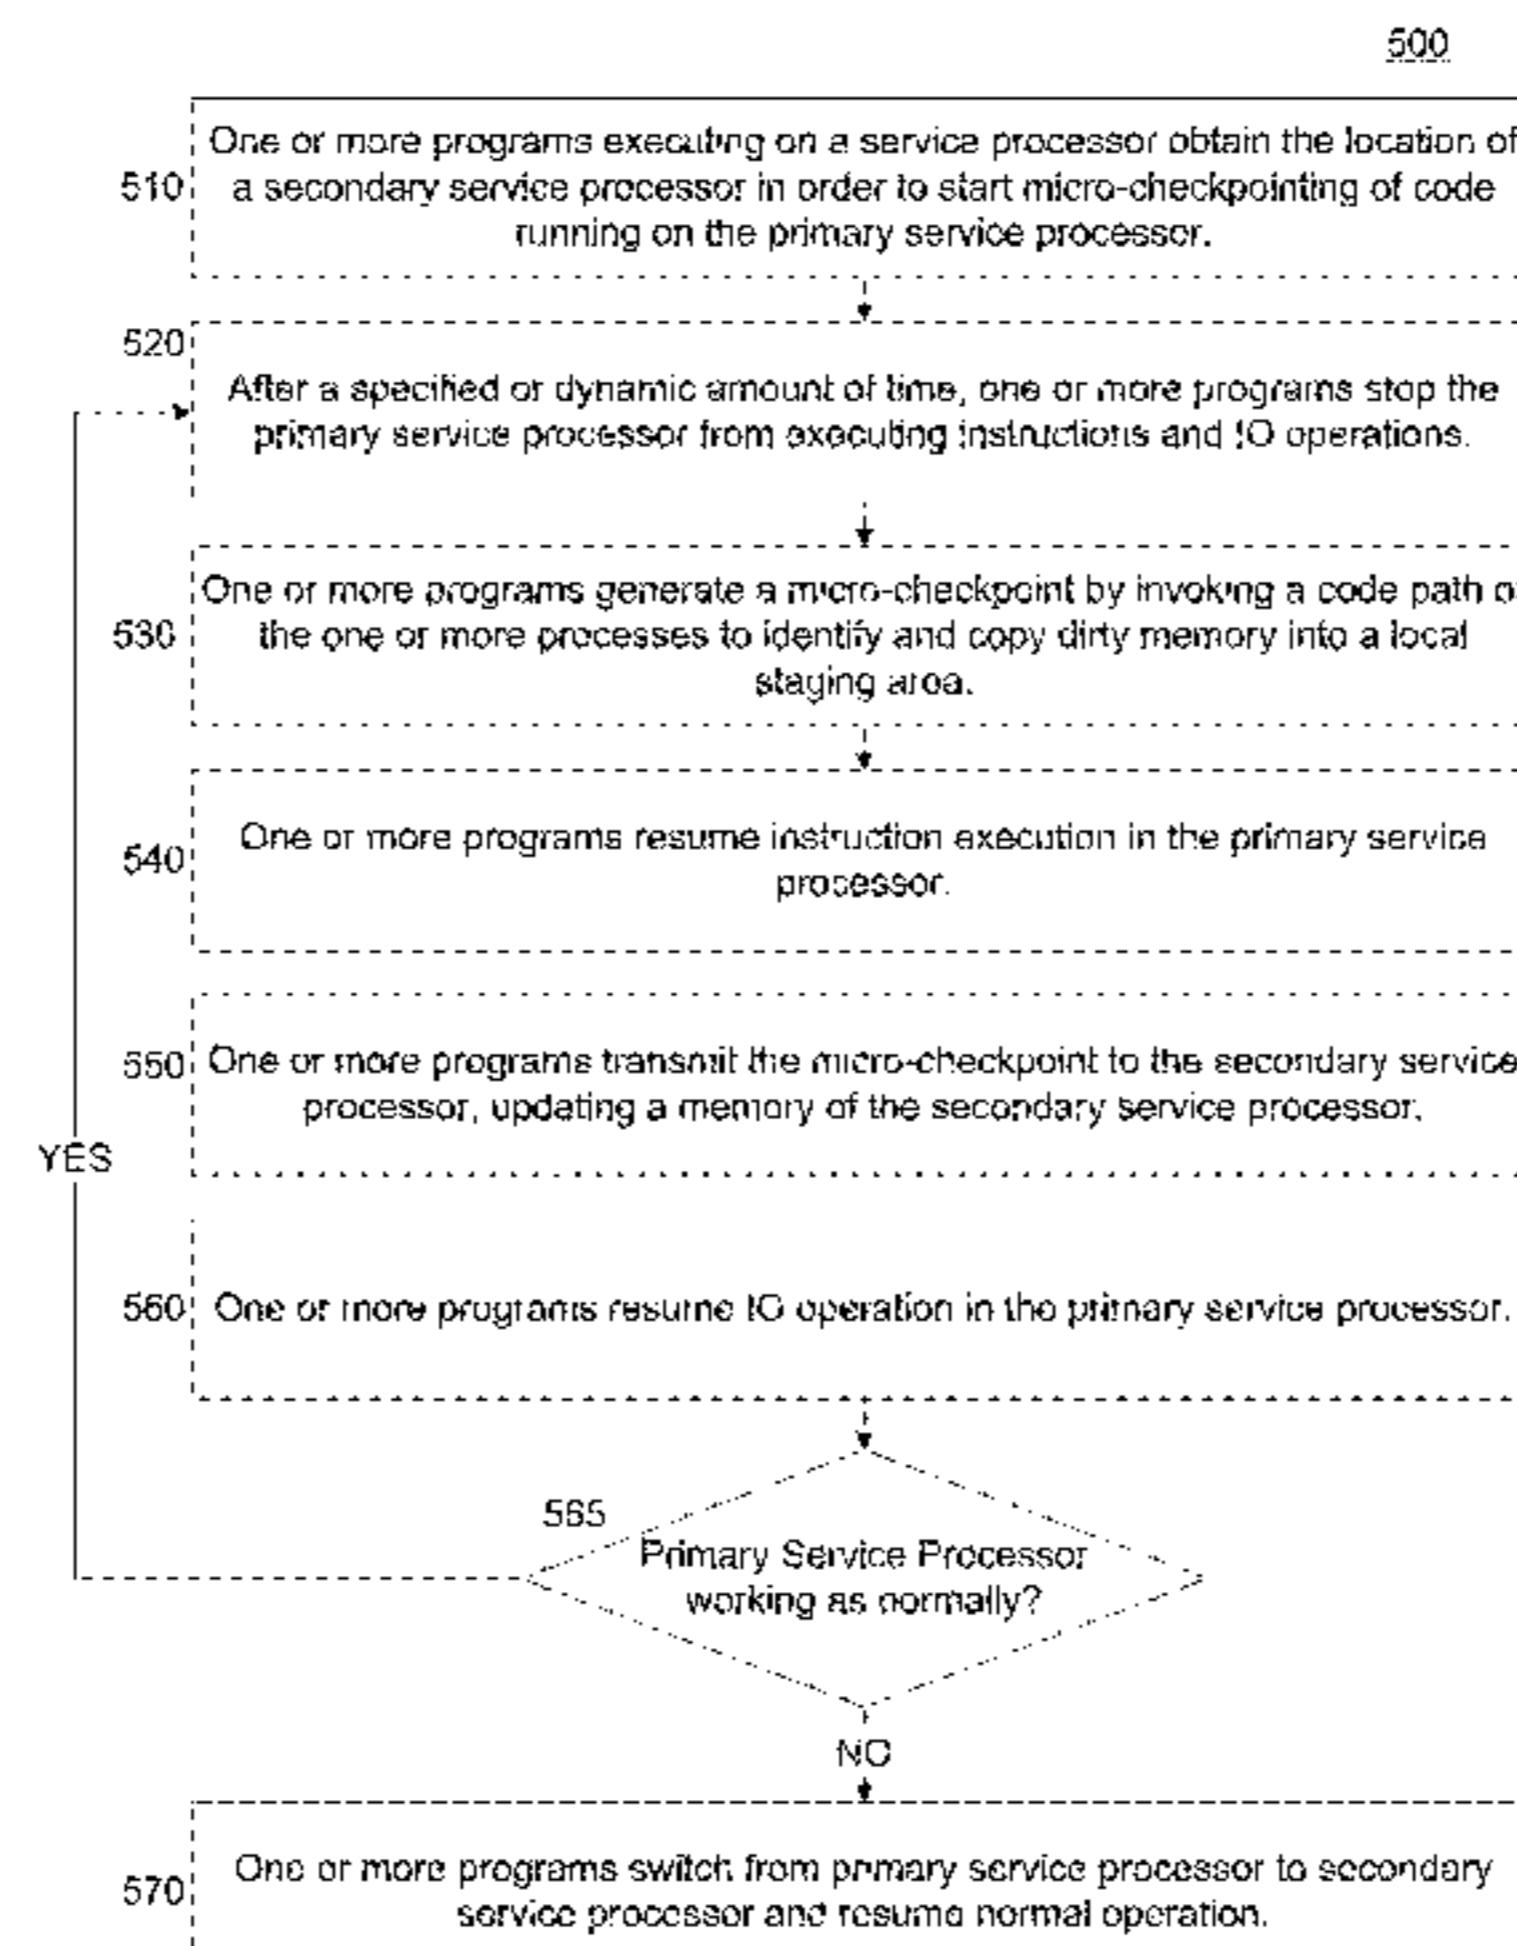 500
One or more programs executing on a service processor obtain the location of
510
a secondary service processor in order to start micro-checkpointing of code
running on the primary service processor.
520
After a specified or dynamic amount of time, one or more programs stop the
primary service processor from executing instructions and IO operations.
One or more programs generate a micro-checkpoint by invoking a code path of
530
the one or more processes to identify and copy dirty memory into a local
staging area.
One or more programs resume instruction execution in the primary service
540
processor.
550
One or more programs transmit the micro-checkpoint to the secondary service
processor, updating a memory of the secondary service processor.
YES
560
One or more programs resume IO operation in the primary service processor.
565
Primary Service Processor
working as normally?
NO
One or more programs switch from primary service processor to secondary
570
service processor and resume normal operation.